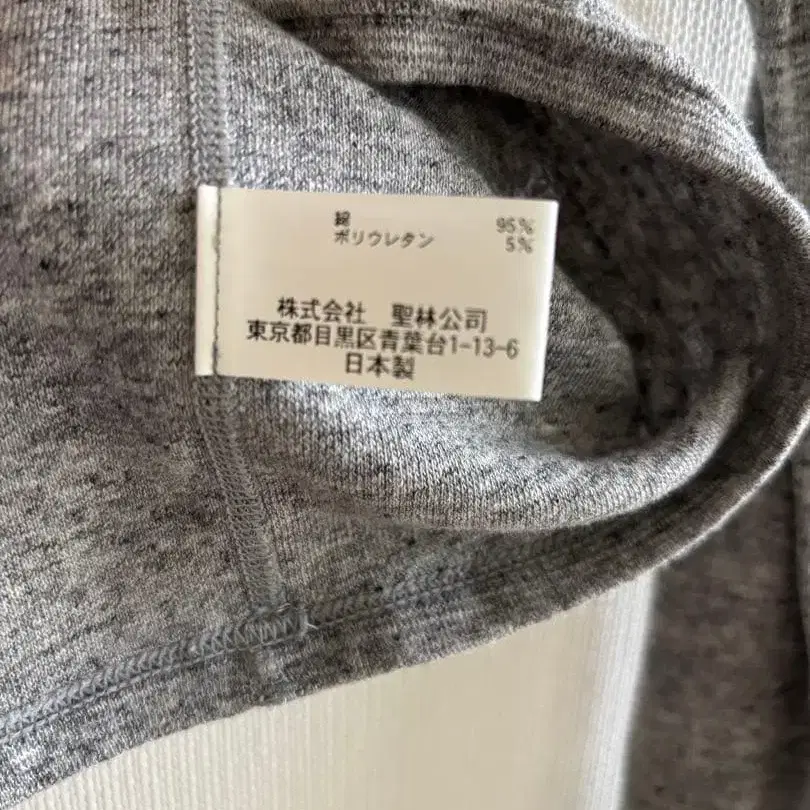 綿 95%
ポリウレタン 5%
株式会社 聖林公司
東京都目黒区青葉台1-13-6
日本製